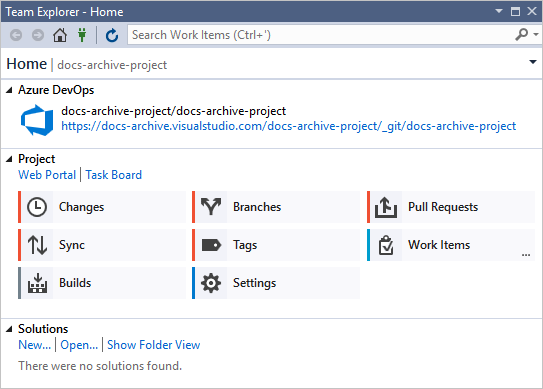 Team Explorer - Home
Search Work Items (Ctrl+')
Home | docs-archive-project
Azure DevOps
docs-archive-project/docs-archive-project
https://docs-archive.visualstudio.com/docs-archive-project/_git/docs-archive-project
Project
Web Portal | Task Board
Changes Branches Pull Requests
Sync Tags Work Items ...
Builds Settings
Solutions
New... | Open... | Show Folder View
There were no solutions found.